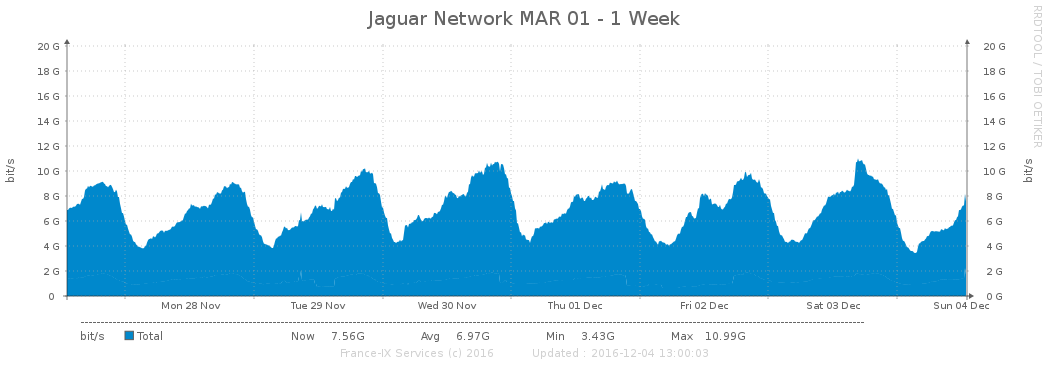 Jaguar Network MAR 01 - 1 Week
RRDTOOL / TOBI OETIKER
bit/s
bit/s
20 G 20 G
18 G 18 G
16 G 16 G
14 G 14 G
12 G 12 G
10 G 10 G
8 G 8 G
6 G 6 G
4 G 4 G
2 G 2 G
0 0 G
Mon 28 Nov Tue 29 Nov Wed 30 Nov Thu 01 Dec Fri 02 Dec Sat 03 Dec Sun 04 Dec
bit/s Total Now 7.56G Avg 6.97G Min 3.43G Max 10.99G
France-IX Services (c) 2016 Updated : 2016-12-04 13:00:03